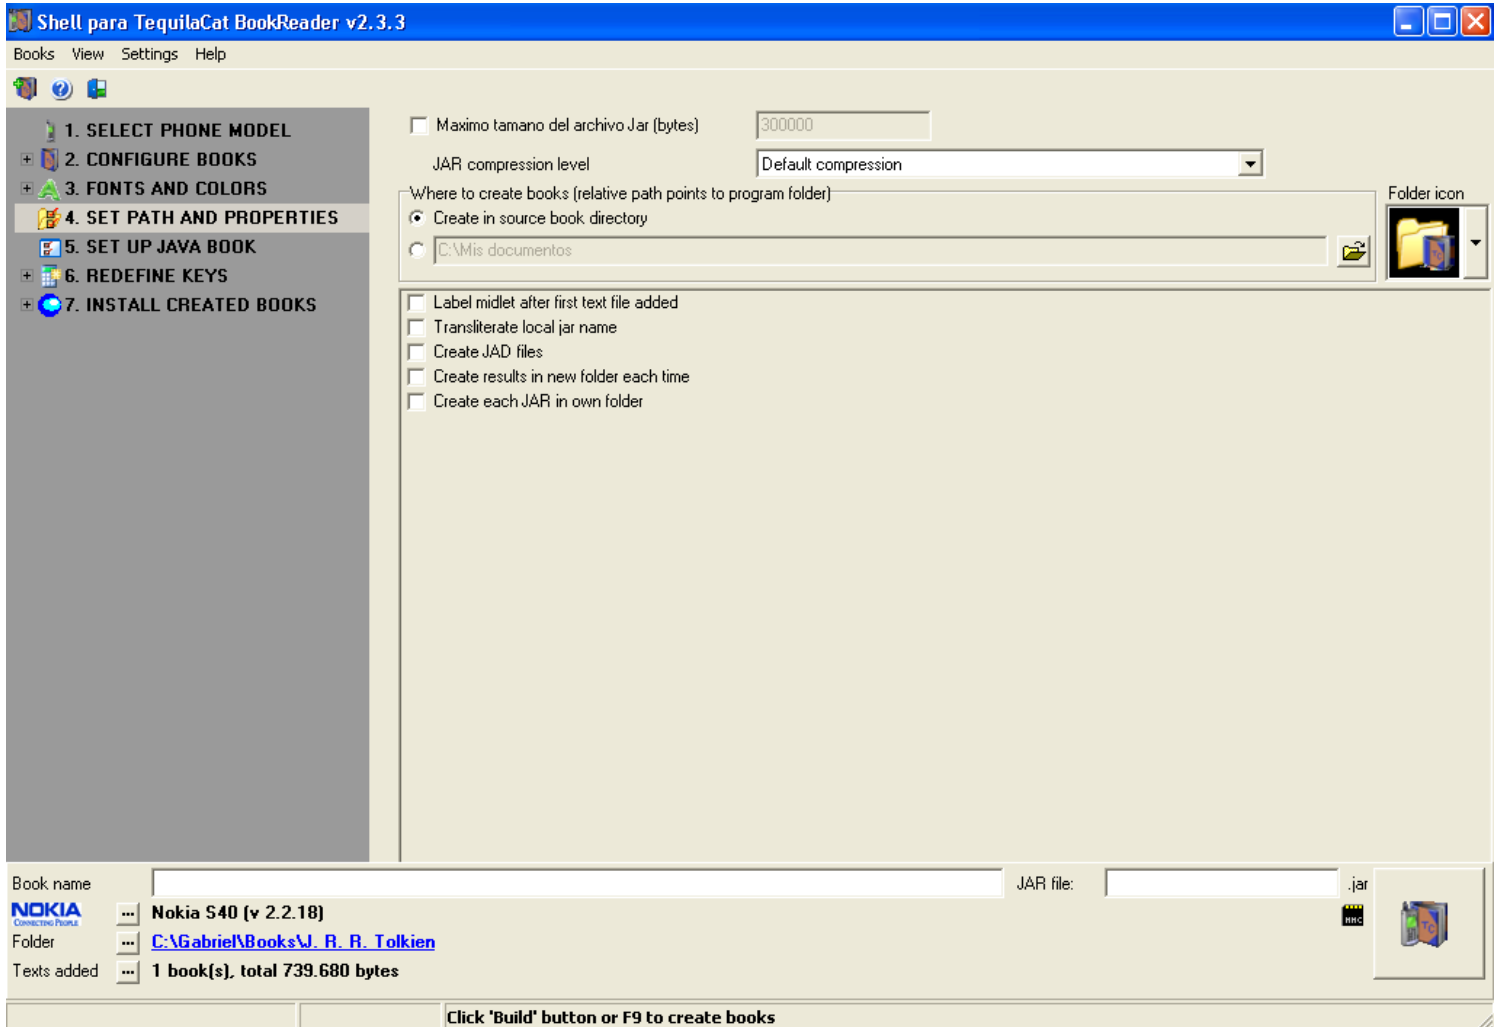 Shell para TequilaCat BookReader v2.3.3
Books View Settings Help
1. SELECT PHONE MODEL
2. CONFIGURE BOOKS
3. FONTS AND COLORS
4. SET PATH AND PROPERTIES
5. SET UP JAVA BOOK
6. REDEFINE KEYS
7. INSTALL CREATED BOOKS
Maximo tamano del archivo Jar (bytes) 300000
JAR compression level Default compression
Where to create books (relative path points to program folder) Folder icon
Create in source book directory
C:\Mis documentos
Label midlet after first text file added
Transliterate local jar name
Create JAD files
Create results in new folder each time
Create each JAR in own folder
Book name JAR file: .jar
NOKIA ... Nokia S40 (v 2.2.18)
CONNECTING PEOPLE
MMC
Folder ... C:\Gabriel\Books\J. R. R. Tolkien
Texts added ... 1 book(s), total 739.680 bytes
TC
Click 'Build' button or F9 to create books